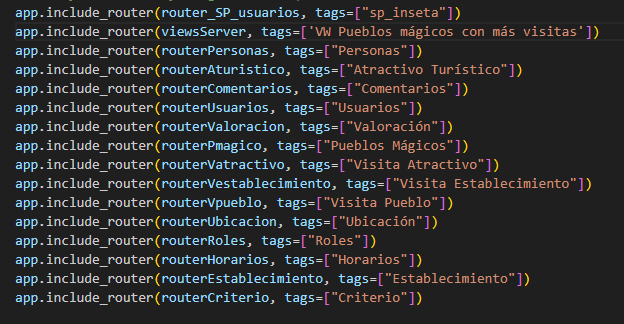 app.include_router(router_SP_usuarios, tags=["sp_inseta"])
app.include_router(viewsServer, tags=['VW Pueblos mágicos con más visitas'])
app.include_router(routerPersonas, tags=["Personas"])
app.include_router(routerAturistico, tags=["Atractivo Turístico"])
app.include_router(routerComentarios, tags=["Comentarios"])
app.include_router(routerUsuarios, tags=["Usuarios"])
app.include_router(routerValoracion, tags=["Valoración"])
app.include_router(routerPmagico, tags=["Pueblos Mágicos"])
app.include_router(routerVatractivo, tags=["Visita Atractivo"])
app.include_router(routerVestablecimiento, tags=["Visita Establecimiento"])
app.include_router(routerVpueblo, tags=["Visita Pueblo"])
app.include_router(routerUbicacion, tags=["Ubicación"])
app.include_router(routerRoles, tags=["Roles"])
app.include_router(routerHorarios, tags=["Horarios"])
app.include_router(routerEstablecimiento, tags=["Establecimiento"])
app.include_router(routerCriterio, tags=["Criterio"])